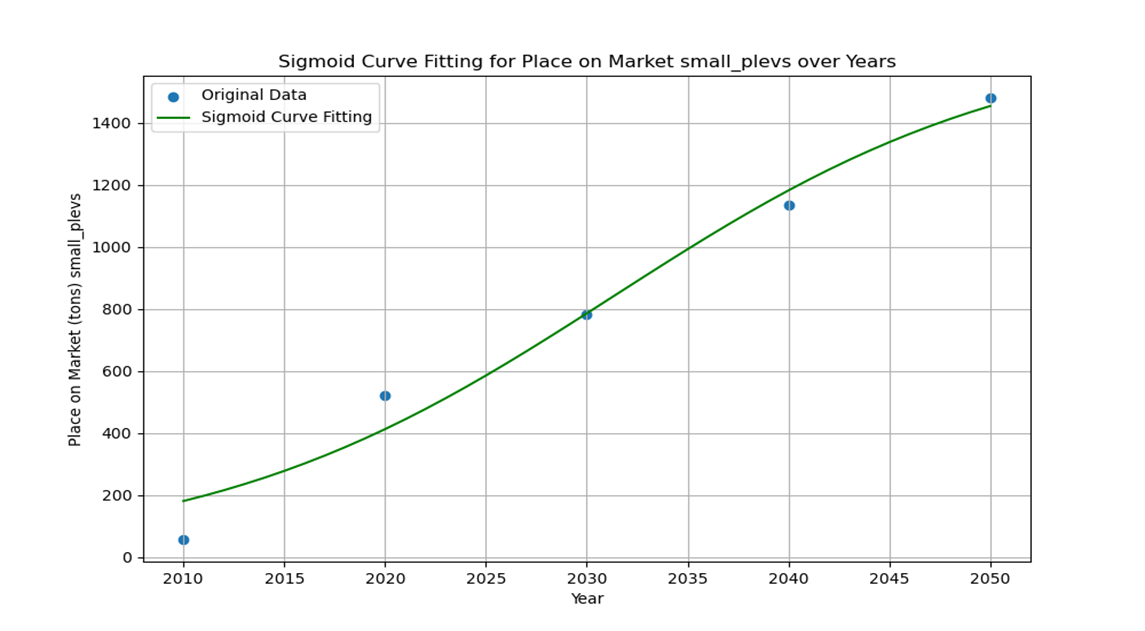 Sigmoid Curve Fitting for Place on Market small_plevs over Years
Original Data
Sigmoid Curve Fitting
Place on Market (tons) small_plevs
1400
1200
1000
800
600
400
200
0
2010 2015 2020 2025 2030 2035 2040 2045 2050
Year